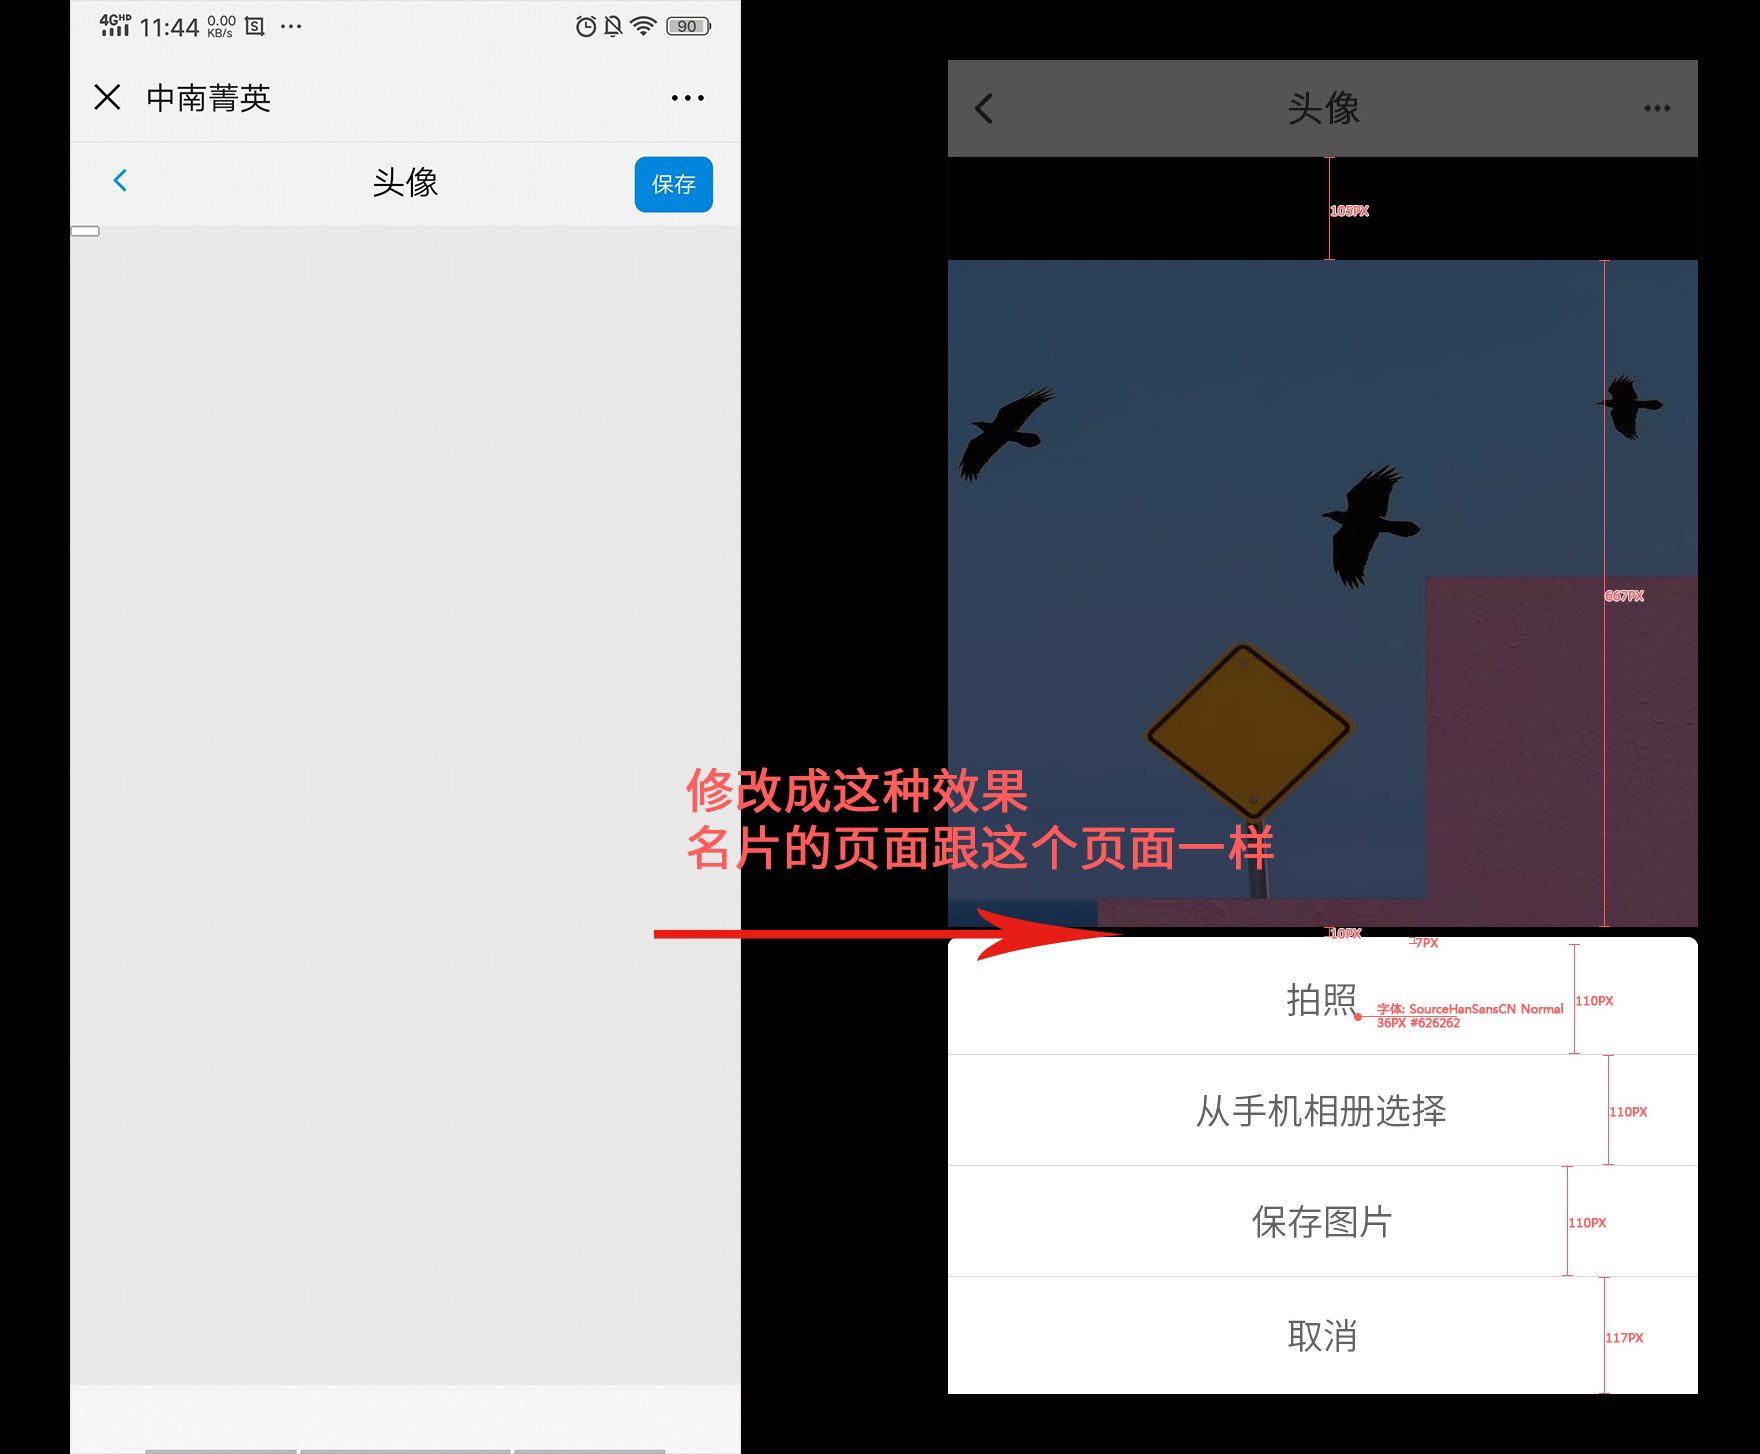 4GHD 11:44 0.00 KB/s 90
中南菁英
头像
保存
头像
105PX
667PX
修改成这种效果
名片的页面跟这个页面一样
10PX
7PX
拍照
字体: SourceHanSansCN Normal
36PX #626262
110PX
从手机相册选择
110PX
保存图片
110PX
取消
117PX